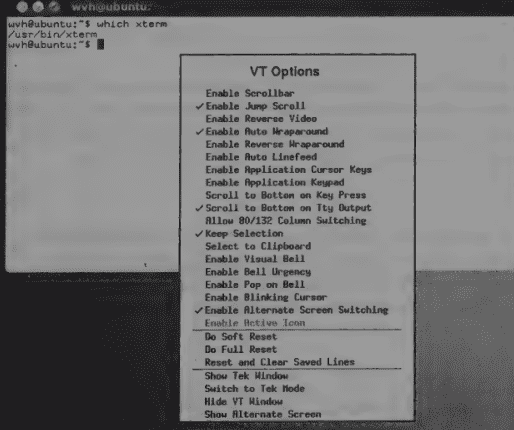 wvh@ubuntu: ~
wvh@ubuntu:~$ which xterm
/usr/bin/xterm
wvh@ubuntu:~$
VT Options
Enable Scrollbar
✓Enable Jump Scroll
Enable Reverse Video
✓Enable Auto Wraparound
Enable Reverse Wraparound
Enable Auto Linefeed
Enable Application Cursor Keys
Enable Application Keypad
Scroll to Bottom on Key Press
✓Scroll to Bottom on Tty Output
Allow 80/132 Column Switching
✓Keep Selection
Select to Clipboard
Enable Visual Bell
Enable Bell Urgency
Enable Pop on Bell
Enable Blinking Cursor
✓Enable Alternate Screen Switching
Enable Active Icon
Do Soft Reset
Do Full Reset
Reset and Clear Saved Lines
Show Tek Window
Switch to Tek Mode
Hide VT Window
Show Alternate Screen